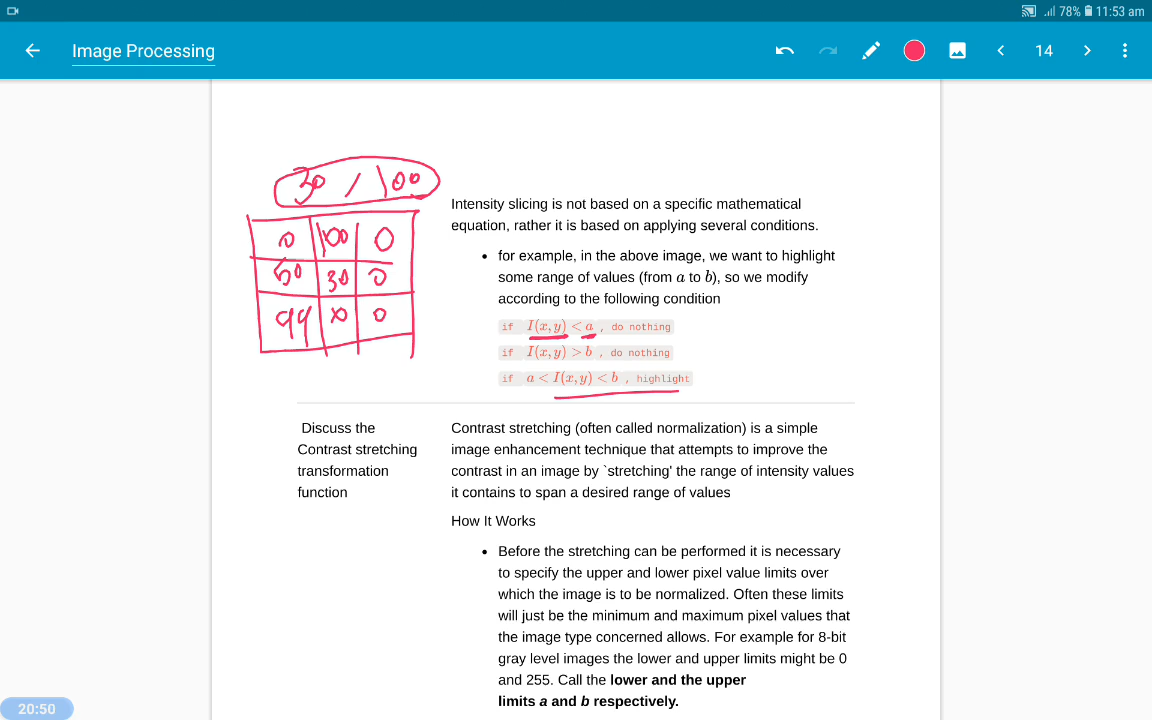 78% 11:53 am
Image Processing
14
30 / 100
0 100 0
50 30 0
99 0
Intensity slicing is not based on a specific mathematical
equation, rather it is based on applying several conditions.
• for example, in the above image, we want to highlight
some range of values (from a to b), so we modify
according to the following condition
if I(x, y) < a , do nothing
if I(x, y) > b , do nothing
if a < I(x, y) < b , highlight
Discuss the
Contrast stretching
transformation
function
Contrast stretching (often called normalization) is a simple
image enhancement technique that attempts to improve the
contrast in an image by `stretching' the range of intensity values
it contains to span a desired range of values
How It Works
• Before the stretching can be performed it is necessary
to specify the upper and lower pixel value limits over
which the image is to be normalized. Often these limits
will just be the minimum and maximum pixel values that
the image type concerned allows. For example for 8-bit
gray level images the lower and upper limits might be 0
and 255. Call the lower and the upper
limits a and b respectively.
20:50